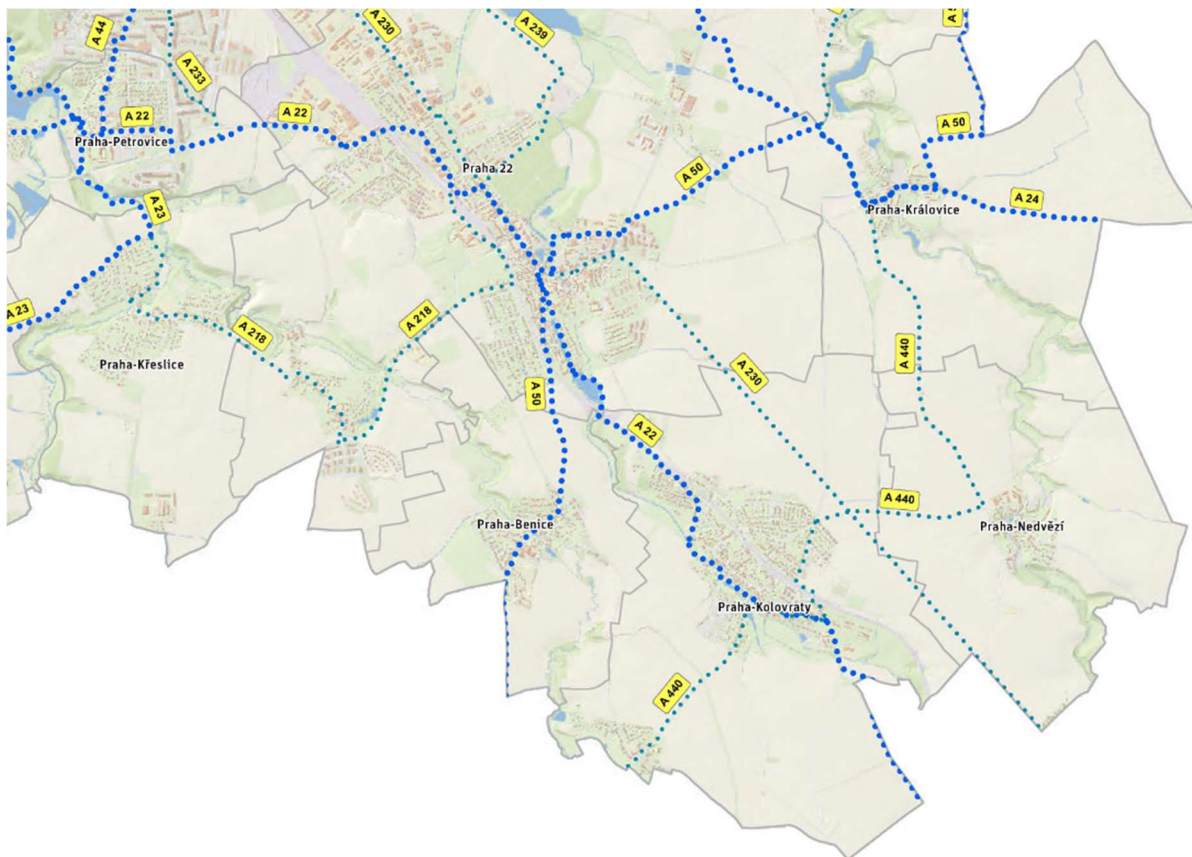 A 44
A 230
A 239
A 233
A 22
A 22
Praha-Petrovice
A 50
Praha 22
A 50
A 23
Praha-Královice
A 24
A 23
A 218
A 218
Praha-Křeslice
A 440
A 50
A 230
A 22
A 440
Praha-Benice
Praha-Nedvězí
Praha-Kolovraty
A 440